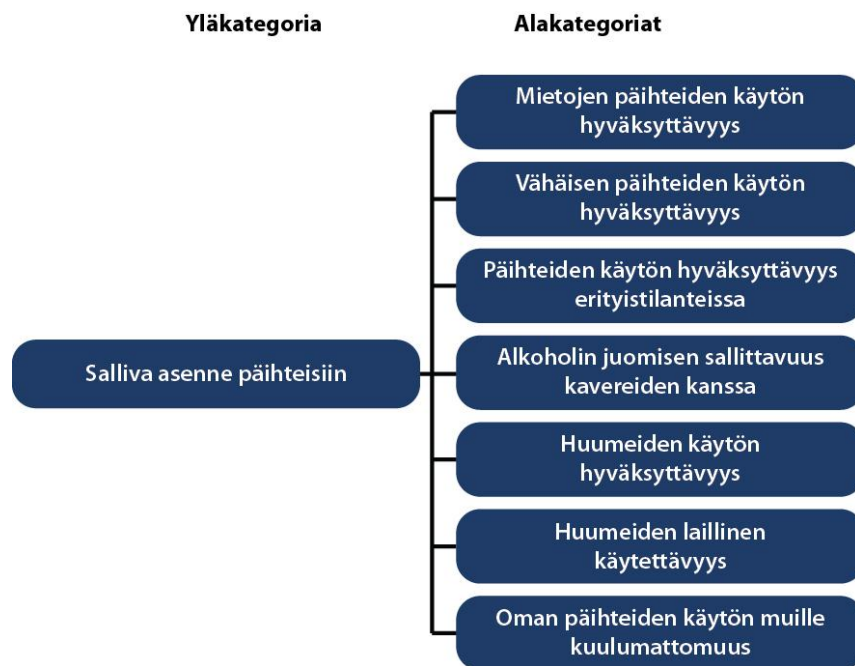 Yläkategoria
Alakategoriat
Mietojen päihteiden käytön
hyväksyttävyys
Vähäisen päihteiden käytön
hyväksyttävyys
Päihteiden käytön hyväksyttävyys
erityistilanteissa
Salliva asenne päihteisiin
Alkoholin juomisen sallittavuus
kavereiden kanssa
Huumeiden käytön
hyväksyttävyys
Huumeiden laillinen
käytettävyys
Oman päihteiden käytön muille
kuulumattomuus